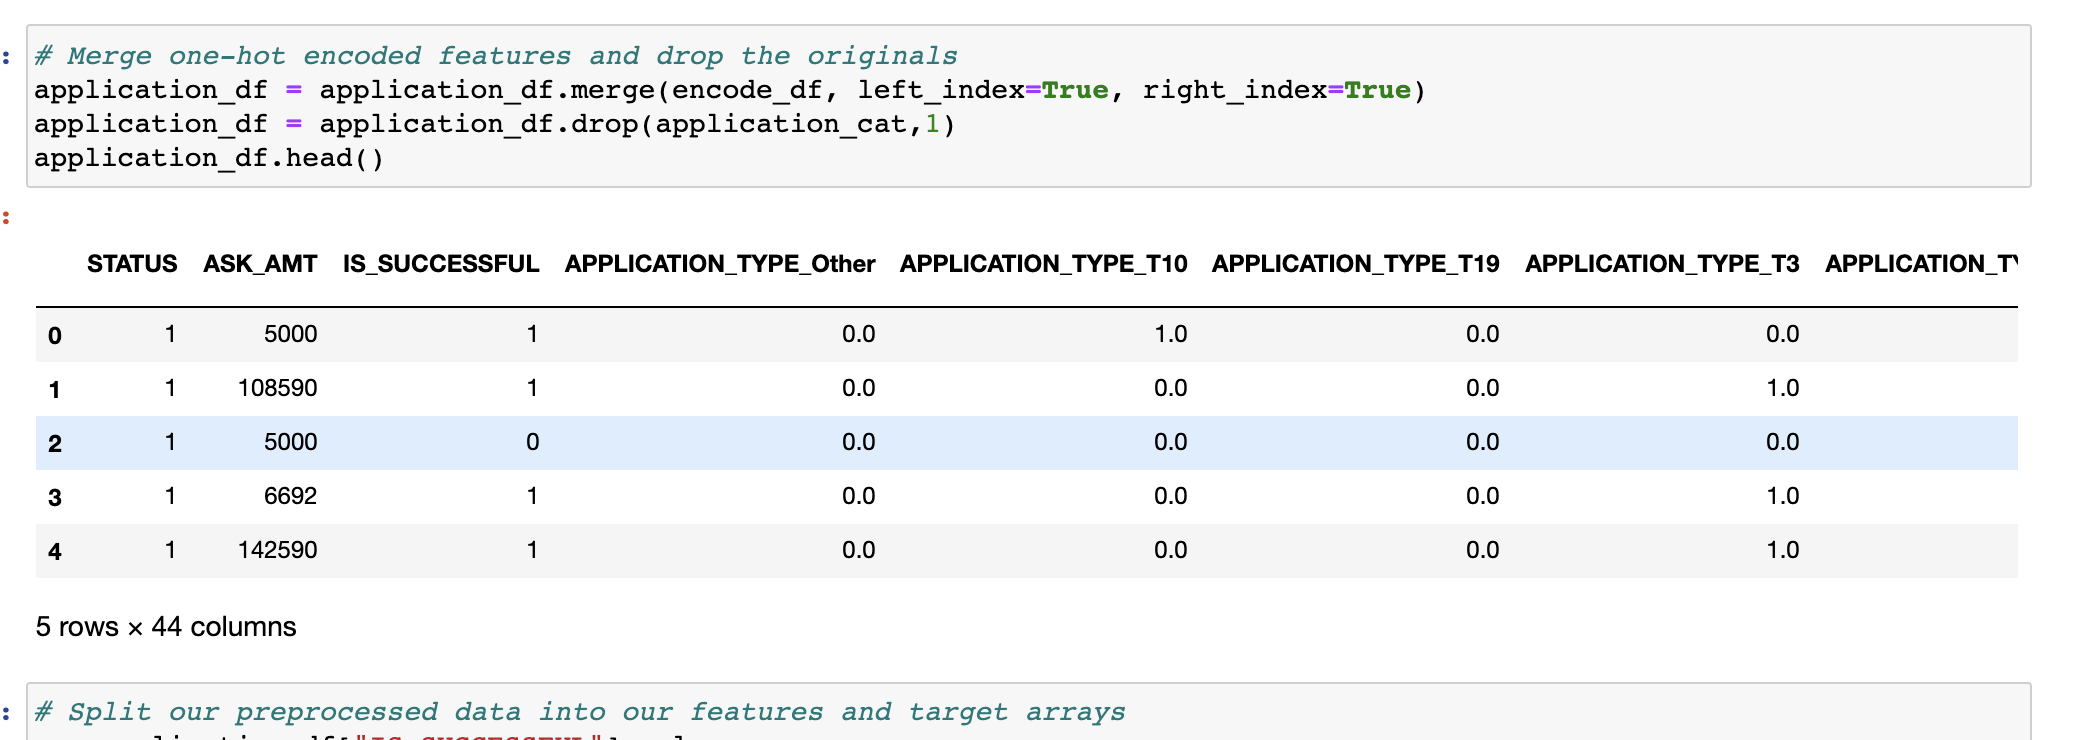 # Merge one-hot encoded features and drop the originals
application_df = application_df.merge(encode_df, left_index=True, right_index=True)
application_df = application_df.drop(application_cat,1)
application_df.head()
STATUS ASK_AMT IS_SUCCESSFUL APPLICATION_TYPE_Other APPLICATION_TYPE_T10 APPLICATION_TYPE_T19 APPLICATION_TYPE_T3 APPLICATION_TY
0 1 5000 1 0.0 1.0 0.0 0.0
1 1 108590 1 0.0 0.0 0.0 1.0
2 1 5000 0 0.0 0.0 0.0 0.0
3 1 6692 1 0.0 0.0 0.0 1.0
4 1 142590 1 0.0 0.0 0.0 1.0
5 rows × 44 columns
# Split our preprocessed data into our features and target arrays